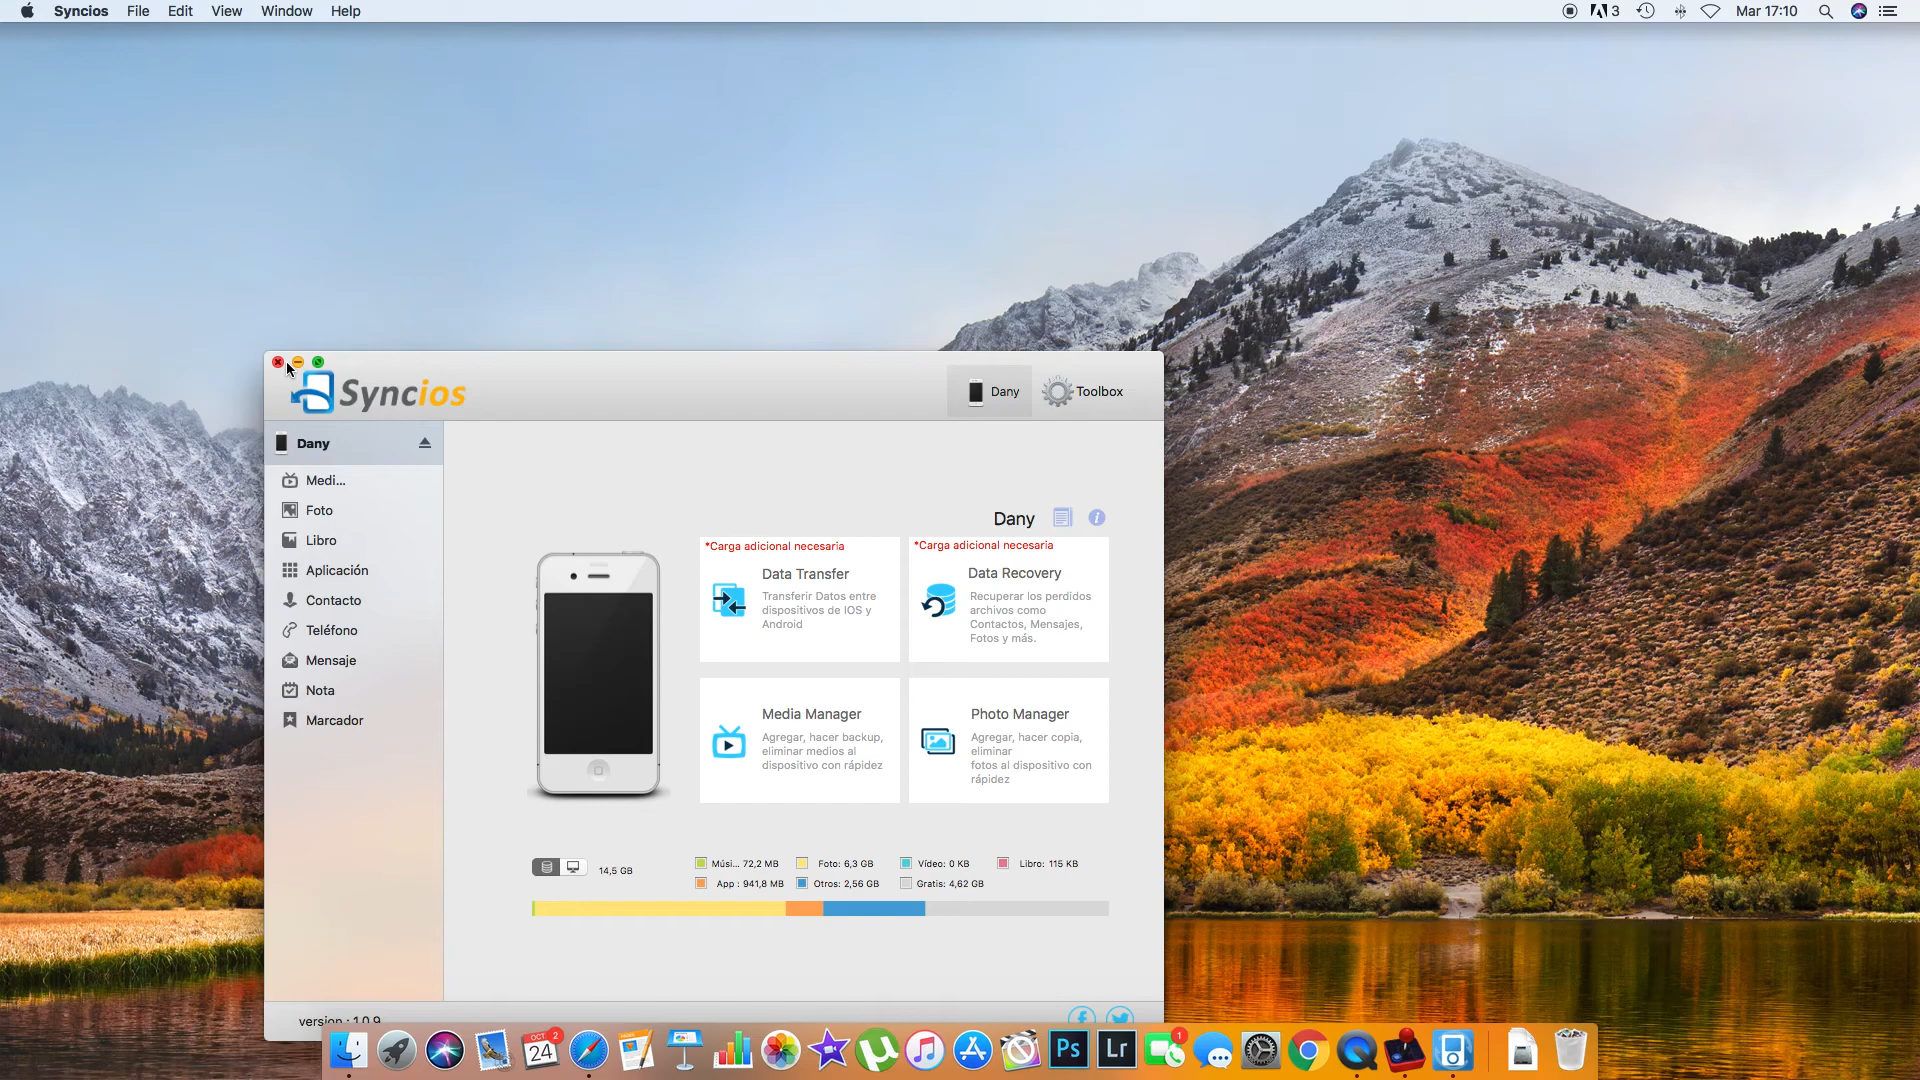 Syncios File Edit View Window Help
3 Mar 17:10
Syncios
Dany Toolbox
Dany
Medi...
Foto
Libro
Aplicación
Contacto
Teléfono
Mensaje
Nota
Marcador
Dany
*Carga adicional necesaria
Data Transfer
Transferir Datos entre
dispositivos de IOS y
Android
*Carga adicional necesaria
Data Recovery
Recuperar los perdidos
archivos como
Contactos, Mensajes,
Fotos y más.
Media Manager
Agregar, hacer backup,
eliminar medios al
dispositivo con rápidez
Photo Manager
Agregar, hacer copia,
eliminar
fotos al dispositivo con
rápidez
14,5 GB
Músi... 72,2 MB Foto: 6,3 GB Vídeo: 0 KB Libro: 115 KB
App : 941,8 MB Otros: 2,56 GB Gratis: 4,62 GB
version : 1.0.9
OCT 2
24
Ps
Lr
1